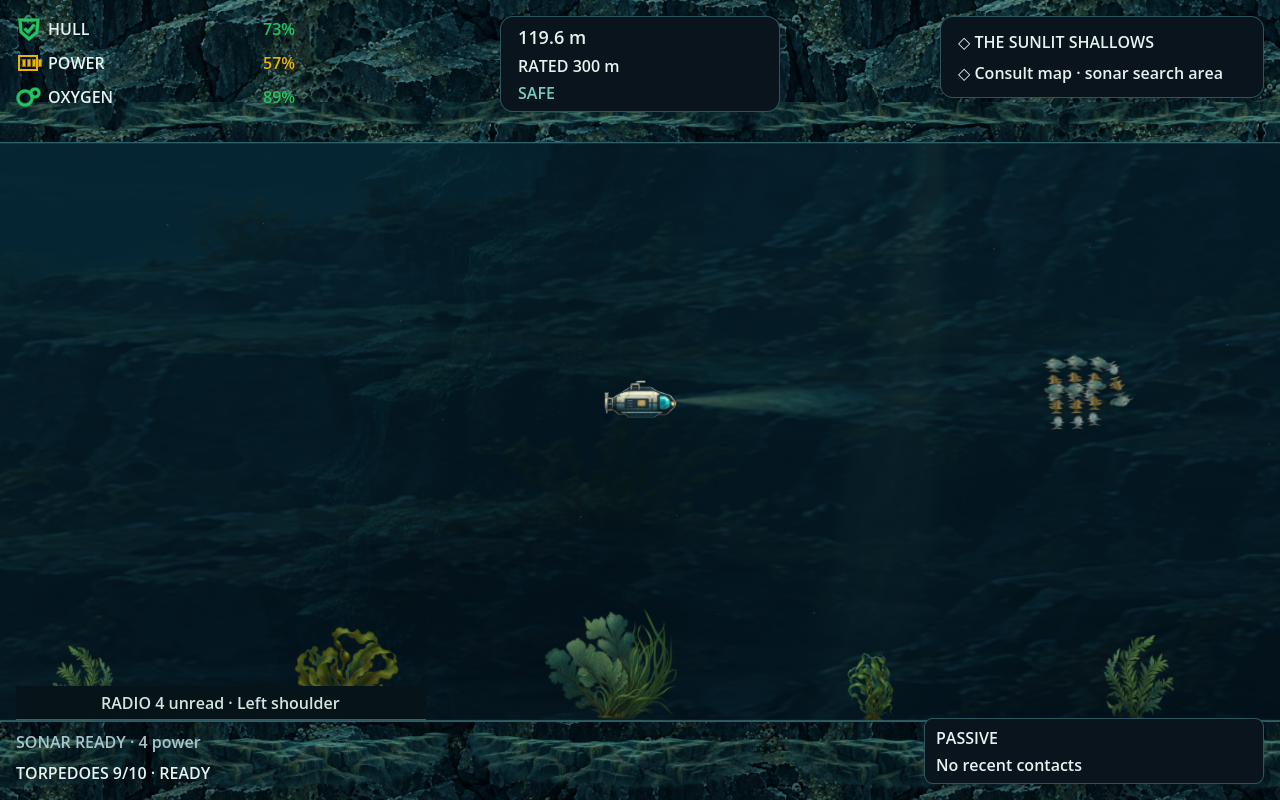 HULL 73%
POWER 57%
OXYGEN 89%
119.6 m
RATED 300 m
SAFE
◇ THE SUNLIT SHALLOWS
◇ Consult map · sonar search area
RADIO 4 unread · Left shoulder
SONAR READY · 4 power
TORPEDOES 9/10 · READY
PASSIVE
No recent contacts